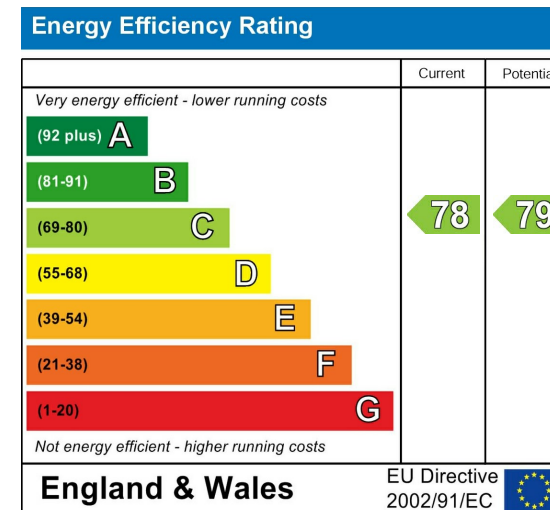 Energy Efficiency Rating
Current Potentia
Very energy efficient - lower running costs
(92 plus) A
(81-91) B
(69-80) C
78 79
(55-68) D
(39-54) E
(21-38) F
(1-20) G
Not energy efficient - higher running costs
England & Wales
EU Directive
2002/91/EC